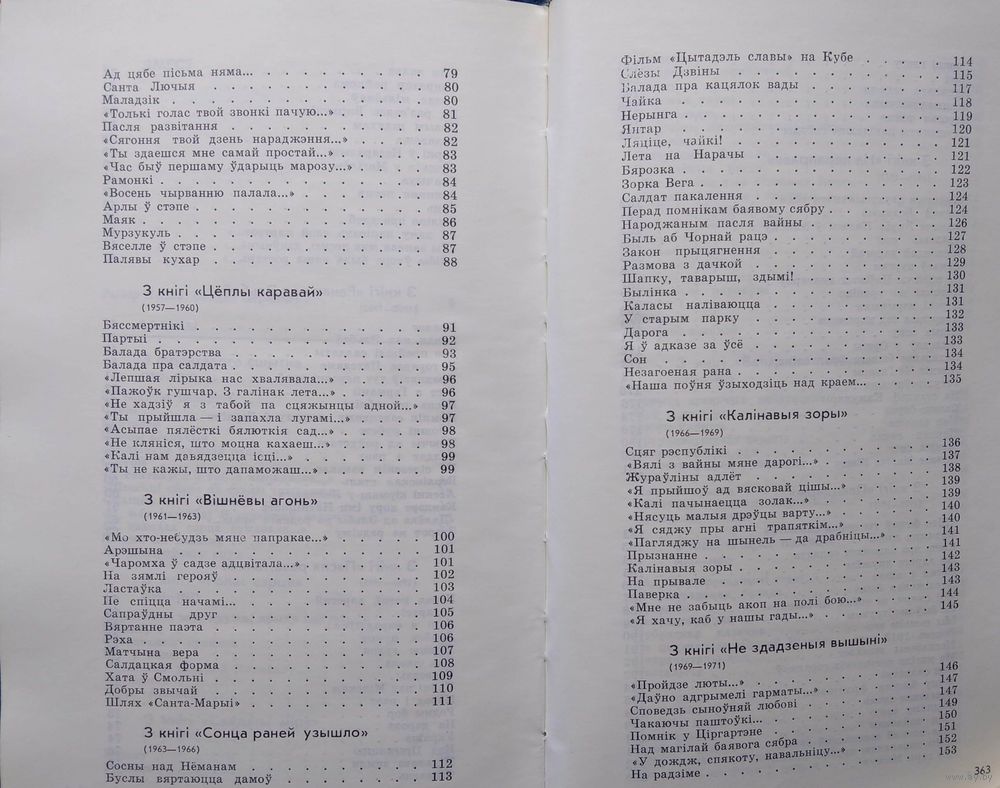 Ад цябе пісьма няма... 79
Санта Лючыя 80
Маладзік 80
«Толькі голас твой звонкі пачую...» 81
Пасля развітання 82
«Сягоння твой дзень нараджэння...» 82
«Ты здаешся мне самай простай...» 83
«Час быў першаму ўдарыць марозу...» 83
Рамонкі 84
«Восень чырванню палала...» 84
Арлы ў стэпе 85
Маяк 86
Мурзукуль 87
Вяселле ў стэпе 87
Палявы кухар 88
З кнігі «Цёплы каравай»
(1957—1960)
Бяссмертнікі 91
Партыі 92
Балада братэрства 93
Балада пра салдата 95
«Лепшая лірыка нас хвалявала...» 96
«Пажоўк гушчар. З галінак лета...» 96
«Не хадзіў я з табой па сцяжынцы адной...» 97
«Ты прыйшла — і запахла лугамі...» 97
«Асыпае пялёсткі бялюткія сад...» 98
«Не кляніся, што моцна кахаеш...» 98
«Калі нам давядзецца ісці...» 99
«Ты не кажы, што дапаможаш...» 99
З кнігі «Вішнёвы агонь»
(1961—1963)
«Мо хто-небудзь мяне папракае...» 100
Арэшына 101
«Чаромха ў садзе адцвітала...» 101
На зямлі герояў 102
Ластаўка 103
Не спіцца начамі... 104
Сапраўдны друг 105
Вяртанне паэта 106
Рэха 106
Матчына вера 107
Салдацкая форма 108
Хата ў Смольні 109
Добры звычай 110
Шлях «Санта-Марыі» 111
З кнігі «Сонца раней узышло»
(1963—1966)
Сосны над Нёманам 112
Буслы вяртаюцца дамоў 113
Фільм «Цытадэль славы» на Кубе 114
Слёзы Дзвіны 115
Балада пра кацялок вады 117
Чайка 118
Нерынга 119
Янтар 120
Ляціце, чайкі! 121
Лета на Нарачы 121
Бярозка 122
Зорка Вега 123
Салдат пакалення 124
Перад помнікам баявому сябру 124
Народжаным пасля вайны 126
Быль аб Чорнай рацэ 127
Закон прыцягнення 128
Размова з дачкой 129
Шапку, таварыш, здымі! 130
Былінка 131
Каласы наліваюцца 131
У старым парку 132
Дарога 133
Я ў адказе за ўсё 133
Сон 134
Незагоеная рана 134
«Наша поўня ўзыходзіць над краем... 135
З кнігі «Калінавыя зоры»
(1966—1969)
Сцяг рэспублікі 136
«Вялі з вайны мяне дарогі...» 137
Жураўліны адлёт 138
«Я прыйшоў ад вясковай цішы...» 139
«Калі пачынаецца золак...» 139
«Нясуць малыя дрэўцы варту...» 140
«Я сяджу пры агні трапяткім...» 140
«Пагляджу на шынель — да драбніцы...» 141
Прызнанне 141
Калінавыя зоры 142
На прывале 143
Паверка 143
«Мне не забыць акоп на полі бою...» 144
«Я хачу, каб у нашы гады...» 145
З кнігі «Не здадзеныя вышыні»
(1969—1971)
«Пройдзе люты...» 146
«Даўно адгрымелі гарматы...» 147
Споведзь сыноўняй любові 147
Чакаючы паштоўкі... 149
Помнік у Ціргартэне 150
Над магілай баявога сябра 151
«У дождж, спякоту, навальніцу...» 152
На радзіме 153
363